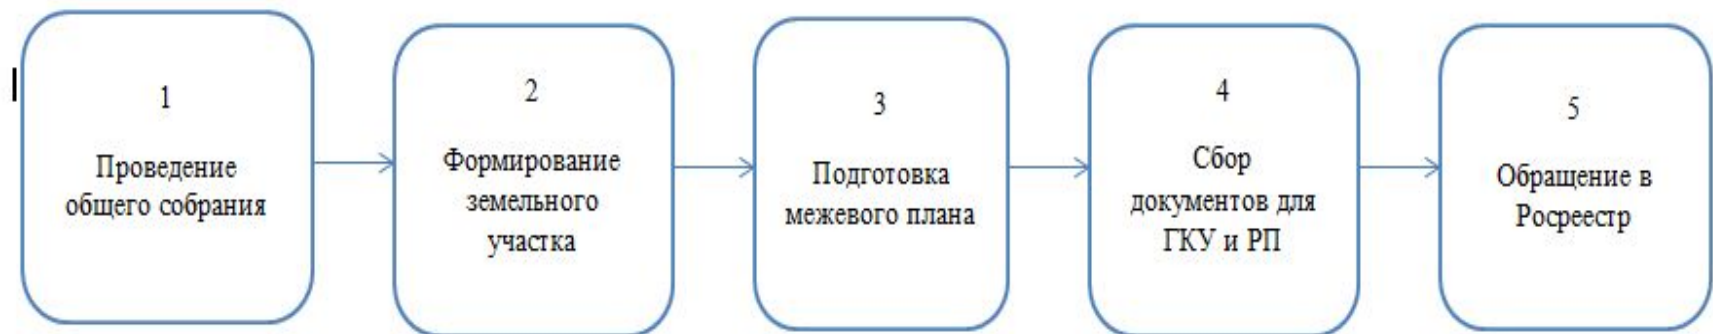 1
Проведение
общего собрания
2
Формирование
земельного
участка
3
Подготовка
межевого плана
4
Сбор
документов для
ГКУ и РП
5
Обращение в
Росреестр